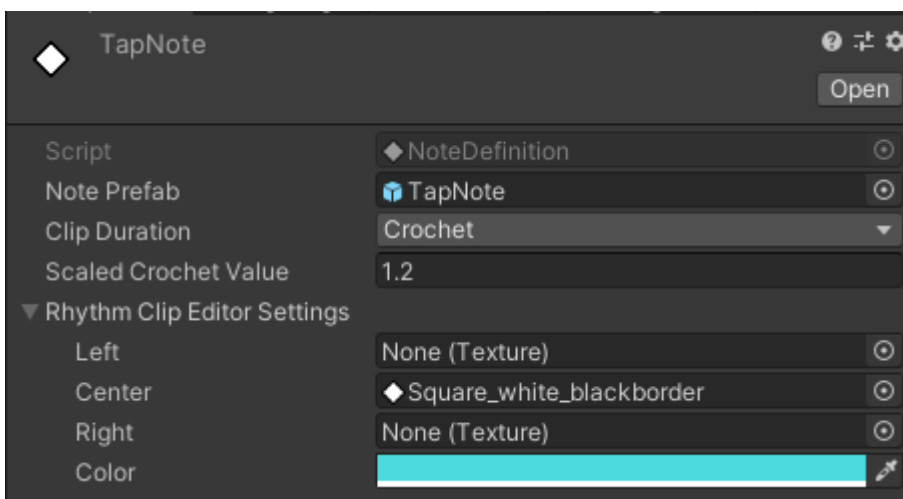 TapNote
Open
Script NoteDefinition
Note Prefab TapNote
Clip Duration Crochet
Scaled Crochet Value 1.2
Rhythm Clip Editor Settings
Left None (Texture)
Center Square_white_blackborder
Right None (Texture)
Color